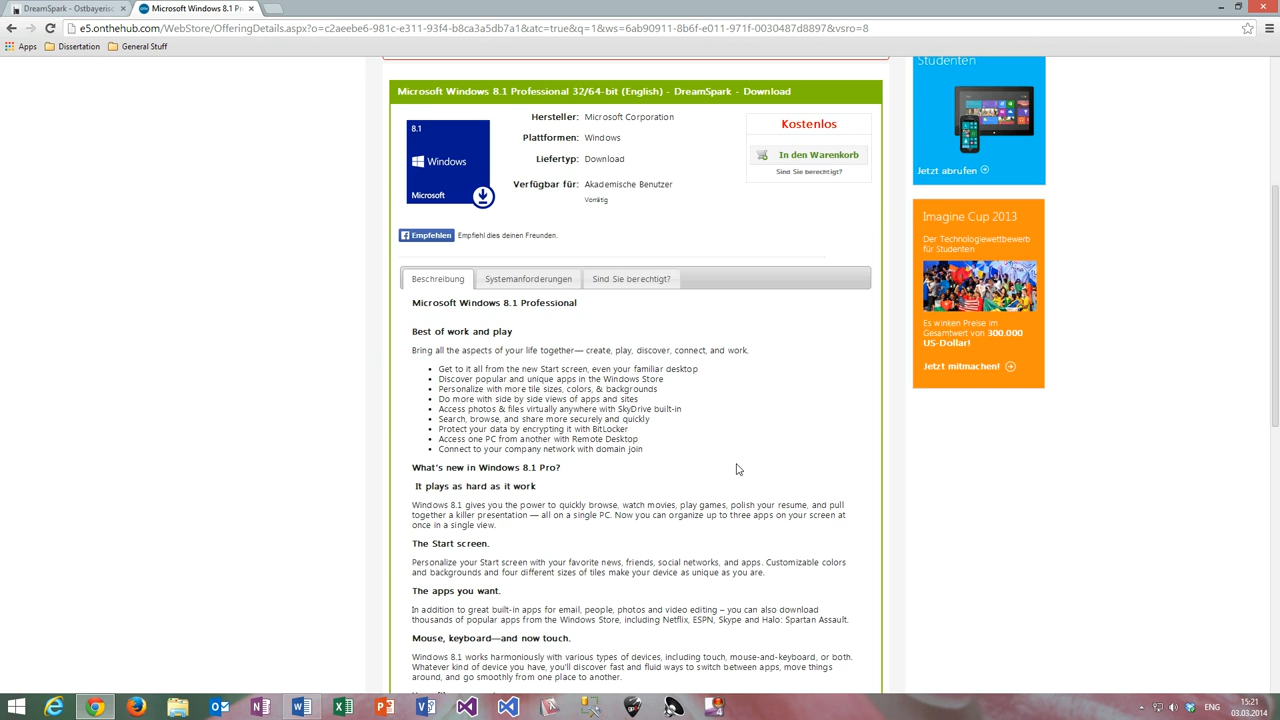 DreamSpark - Ostbayerisc
Microsoft Windows 8.1 Pro
e5.onthehub.com/WebStore/OfferingDetails.aspx?o=c2aeebe6-981c-e311-93f4-b8ca3a5db7a1&atc=true&q=1&ws=6ab90911-8b6f-e011-971f-0030487d8897&vsro=8
Apps
Dissertation
General Stuff
Microsoft Windows 8.1 Professional 32/64-bit (English) - DreamSpark - Download
8.1
Windows
Microsoft
Hersteller: Microsoft Corporation
Plattformen: Windows
Liefertyp: Download
Verfügbar für: Akademische Benutzer
Vorrätig
Kostenlos
In den Warenkorb
Sind Sie berechtigt?
Empfehlen
Empfiehl dies deinen Freunden.
Beschreibung
Systemanforderungen
Sind Sie berechtigt?
Microsoft Windows 8.1 Professional
Best of work and play
Bring all the aspects of your life together— create, play, discover, connect, and work.
• Get to it all from the new Start screen, even your familiar desktop
• Discover popular and unique apps in the Windows Store
• Personalize with more tile sizes, colors, & backgrounds
• Do more with side by side views of apps and sites
• Access photos & files virtually anywhere with SkyDrive built-in
• Search, browse, and share more securely and quickly
• Protect your data by encrypting it with BitLocker
• Access one PC from another with Remote Desktop
• Connect to your company network with domain join
What's new in Windows 8.1 Pro?
It plays as hard as it work
Windows 8.1 gives you the power to quickly browse, watch movies, play games, polish your resume, and pull
together a killer presentation — all on a single PC. Now you can organize up to three apps on your screen at
once in a single view.
The Start screen.
Personalize your Start screen with your favorite news, friends, social networks, and apps. Customizable colors
and backgrounds and four different sizes of tiles make your device as unique as you are.
The apps you want.
In addition to great built-in apps for email, people, photos and video editing – you can also download
thousands of popular apps from the Windows Store, including Netflix, ESPN, Skype and Halo: Spartan Assault.
Mouse, keyboard—and now touch.
Windows 8.1 works harmoniously with various types of devices, including touch, mouse-and-keyboard, or both.
Whatever kind of device you have, you'll discover fast and fluid ways to switch between apps, move things
around, and go smoothly from one place to another.
Studenten
Jetzt abrufen
Imagine Cup 2013
Der Technologiewettbewerb
für Studenten
Es winken Preise im
Gesamtwert von 300.000
US-Dollar!
Jetzt mitmachen!
ENG
15:21
03.03.2014